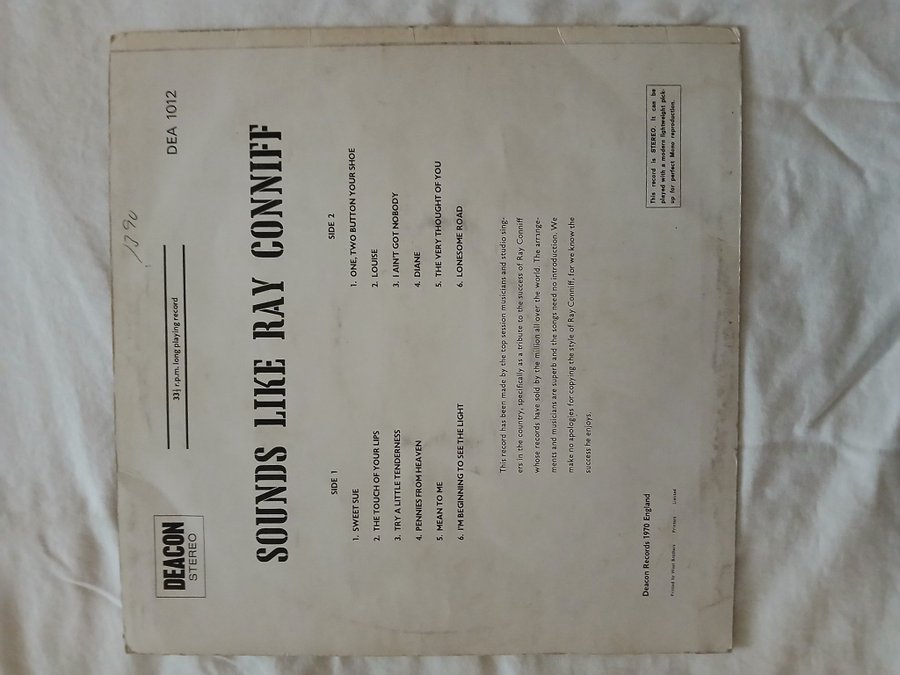 DEACON
STEREO
33⅓ r.p.m. long playing record
1390
DEA 1012
SOUNDS LIKE RAY CONNIFF
SIDE 1
1. SWEET SUE
2. THE TOUCH OF YOUR LIPS
3. TRY A LITTLE TENDERNESS
4. PENNIES FROM HEAVEN
5. MEAN TO ME
6. I'M BEGINNING TO SEE THE LIGHT
SIDE 2
1. ONE, TWO BUTTON YOUR SHOE
2. LOUISE
3. I AIN'T GOT NOBODY
4. DIANE
5. THE VERY THOUGHT OF YOU
6. LONESOME ROAD
This record has been made by the top session musicians and studio sing-
ers in the country, specifically as a tribute to the success of Ray Conniff
whose records have sold by the million all over the world. The arrange-
ments and musicians are superb and the songs need no introduction. We
make no apologies for copying the style of Ray Conniff, for we know the
success he enjoys.
Deacon Records 1970 England
Printed by West Brothers Printers Limited
This record is STEREO. It can be
played with a modern lightweight pick-
up for perfect Mono reproduction.